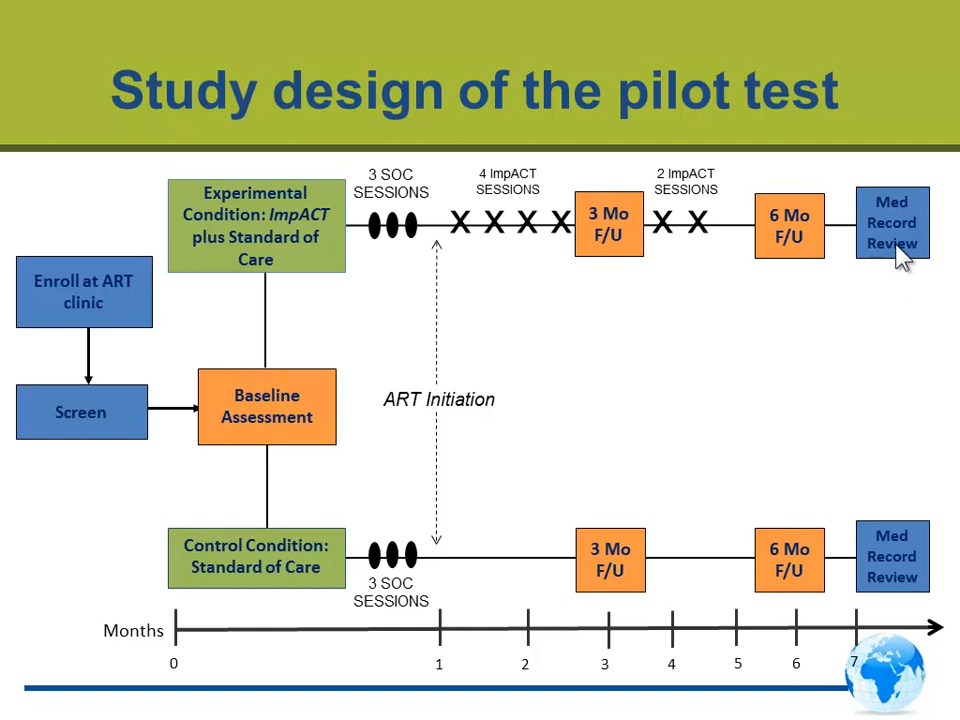 Study design of the pilot test
3 SOC
SESSIONS
4 ImpACT
SESSIONS
2 ImpACT
SESSIONS
Experimental
Condition: ImpACT
plus Standard of
Care
3 Mo
F/U
6 Mo
F/U
Med
Record
Review
Enroll at ART
clinic
Screen
Baseline
Assessment
ART Initiation
Control Condition:
Standard of Care
3 SOC
SESSIONS
3 Mo
F/U
6 Mo
F/U
Med
Record
Review
Months
0 1 2 3 4 5 6 7